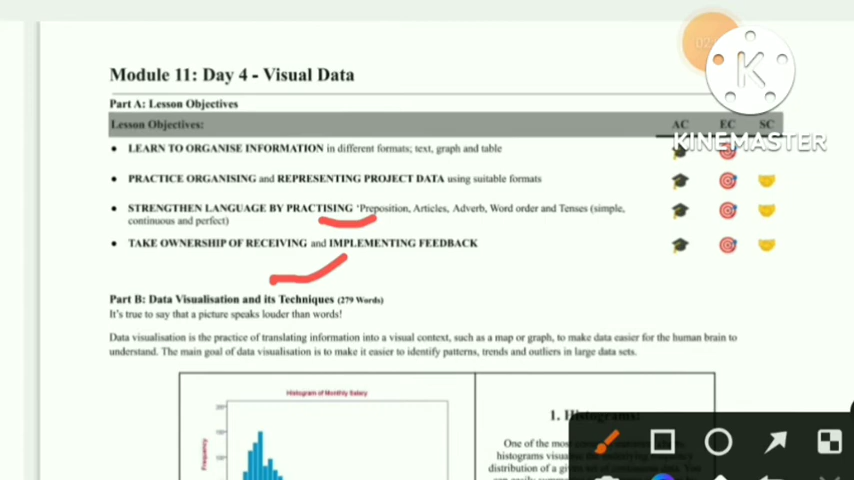 Module 11: Day 4 - Visual Data
Part A: Lesson Objectives
Lesson Objectives:
AC EC SC
KINEMASTER
• LEARN TO ORGANISE INFORMATION in different formats; text, graph and table
• PRACTICE ORGANISING and REPRESENTING PROJECT DATA using suitable formats
• STRENGTHEN LANGUAGE BY PRACTISING 'Preposition, Articles, Adverb, Word order and Tenses (simple,
continuous and perfect)
• TAKE OWNERSHIP OF RECEIVING and IMPLEMENTING FEEDBACK
Part B: Data Visualisation and its Techniques (279 Words)
It's true to say that a picture speaks louder than words!
Data visualisation is the practice of translating information into a visual context, such as a map or graph, to make data easier for the human brain to
understand. The main goal of data visualisation is to make it easier to identify patterns, trends and outliers in large data sets.
Histogram of Monthly Salary
Frequency
1. Histograms:
One of the most
histograms visualise
distribution of a